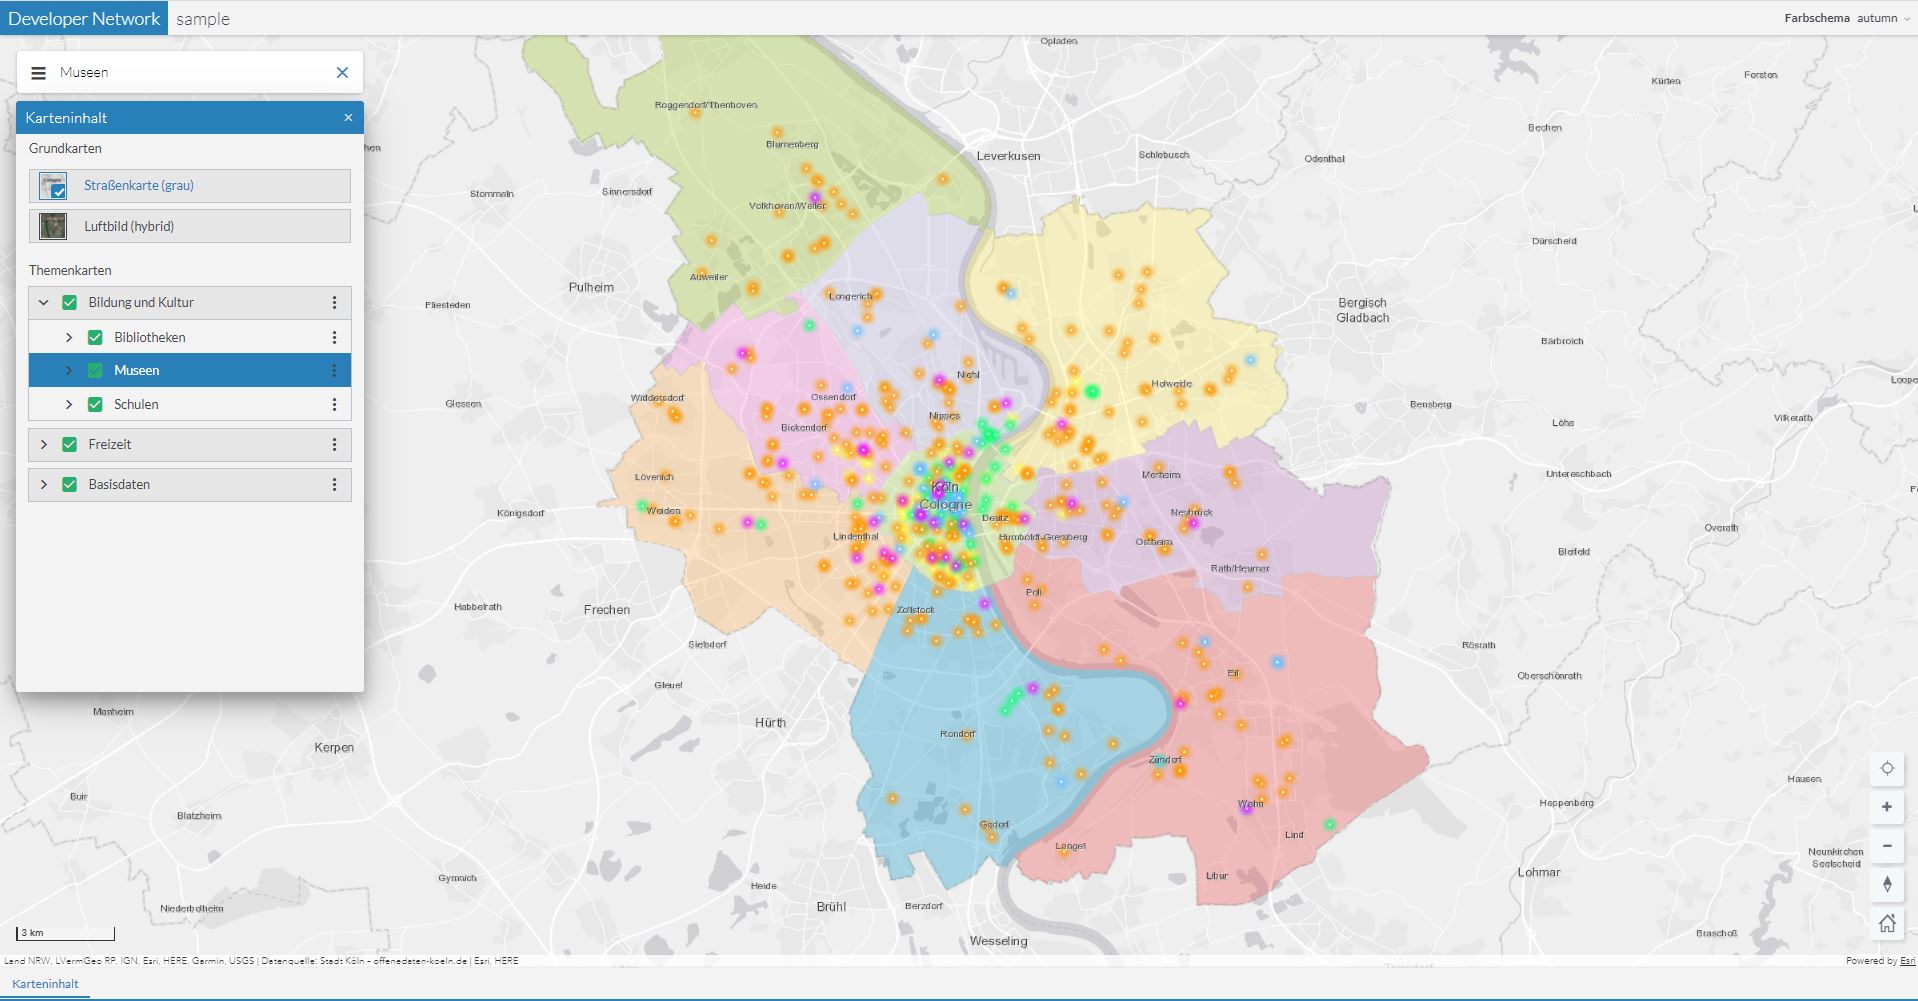 Developer Network sample
Farbschema autumn
Museen
Karteninhalt
Grundkarten
Straßenkarte (grau)
Luftbild (hybrid)
Themenkarten
Bildung und Kultur
Bibliotheken
Museen
Schulen
Freizeit
Basisdaten
Opladen
Kürten
Forsten
Roggendorf/Thenhoven
Bechen
Blumenberg
hen
Leverkusen
Schlebusch
Odenthal
Stommeln
Sinnersdorf
Volkhoven/Weiler
Dürscheid
Auweiler
Pulheim
Longerich
Fliesteden
Bergisch
Gladbach
Bärbroich
Niehl
Holweide
Loope
Widdersdorf
Ossendorf
Glessen
Bensberg
Nippes
Vilkerath
Bickendorf
Löhe
Lövenich
Merheim
Untereschbach
Köln
Cologne
Weiden
Königsdorf
Deutz
Neubrück
Overath
Lindenthal
Humboldt-Gremberg
Ostheim
Bleifeld
Rath/Heumar
Habbelrath
Frechen
Zollstock
Poll
Sielsdorf
Rösrath
Eil
Oberschönrath
Gleuel
Manheim
Hürth
Rondorf
Kerpen
Zündorf
Hausen
Buir
Wahn
Heppenberg
Blatzheim
Godorf
Lind
Langel
Neunkirchen
Seelscheid
Gymnich
Heide
Libur
Lohmar
Niederbolheim
Brühl
Berzdorf
Wesseling
Braschoß
3 km
Land NRW, LVermGeo RP, IGN, Esri, HERE, Garmin, USGS | Datenquelle: Stadt Köln - offenedaten-koeln.de | Esri, HERE
Powered by Esri
Karteninhalt